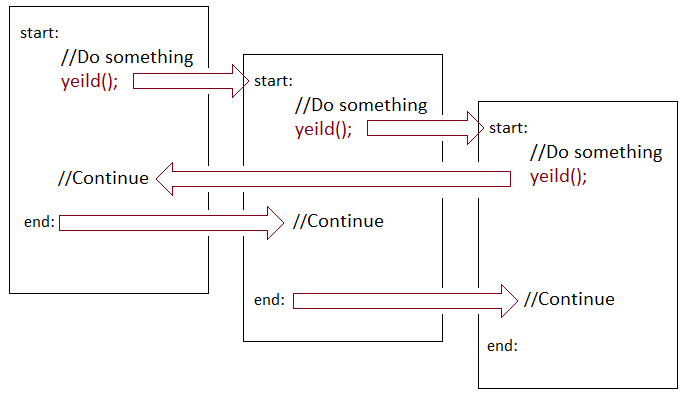 start:
//Do something
yeild();
//Continue
end:
start:
//Do something
yeild();
//Continue
end:
start:
//Do something
yeild();
//Continue
end: